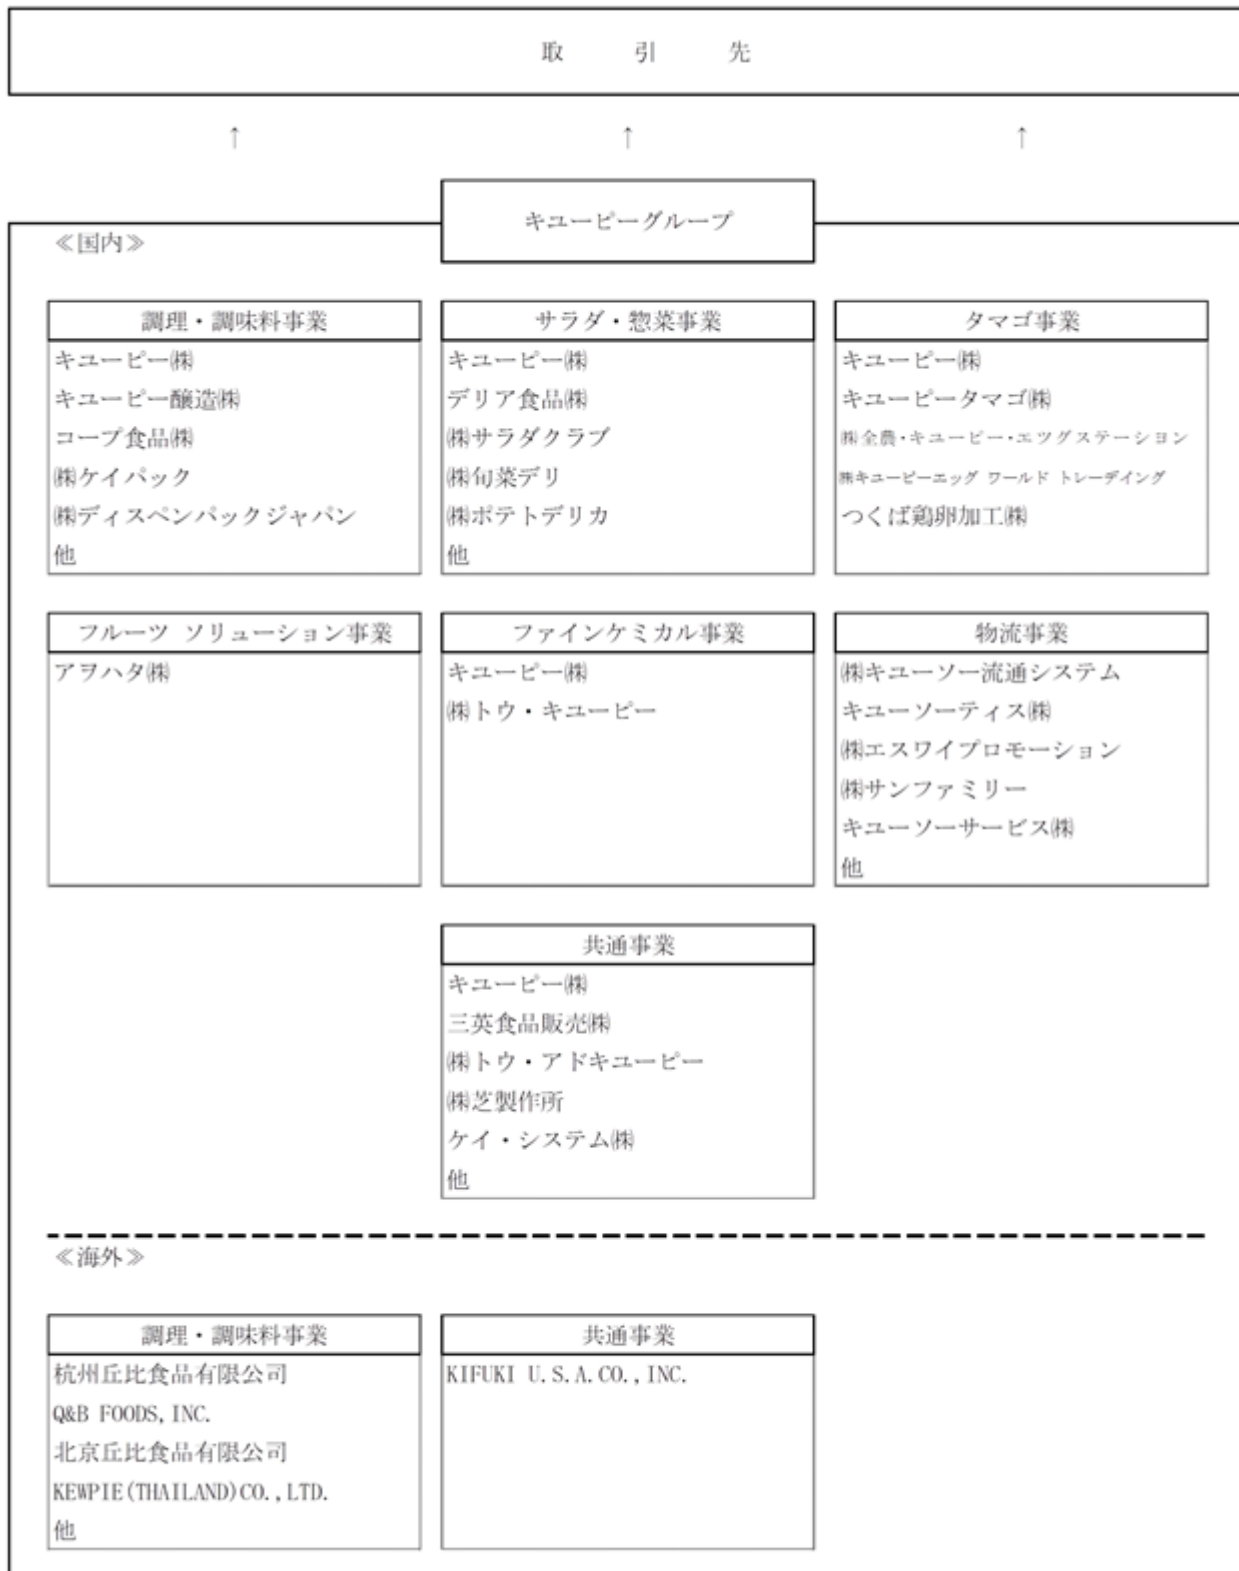 取 引 先
↑ ↑ ↑
キユーピーグループ
≪国内≫
調理・調味料事業
キユーピー㈱
キユーピー醸造㈱
コープ食品㈱
㈱ケイパック
㈱ディスペンパックジャパン
他
サラダ・惣菜事業
キユーピー㈱
デリア食品㈱
㈱サラダクラブ
㈱旬菜デリ
㈱ポテトデリカ
他
タマゴ事業
キユーピー㈱
キユーピータマゴ㈱
㈱全農・キユーピー・エツグステーシヨン
㈱キユーピーエッグ ワールド トレーデイング
つくば鶏卵加工㈱
フルーツ ソリューション事業
アヲハタ㈱
ファインケミカル事業
キユーピー㈱
㈱トウ・キユーピー
物流事業
㈱キユーソー流通システム
キユーソーティス㈱
㈱エスワイプロモーション
㈱サンファミリー
キユーソーサービス㈱
他
共通事業
キユーピー㈱
三英食品販売㈱
㈱トウ・アドキユーピー
㈱芝製作所
ケイ・システム㈱
他
≪海外≫
調理・調味料事業
杭州丘比食品有限公司
Q&B FOODS,INC.
北京丘比食品有限公司
KEWPIE(THAILAND)CO.,LTD.
他
共通事業
KIFUKI U.S.A.CO.,INC.